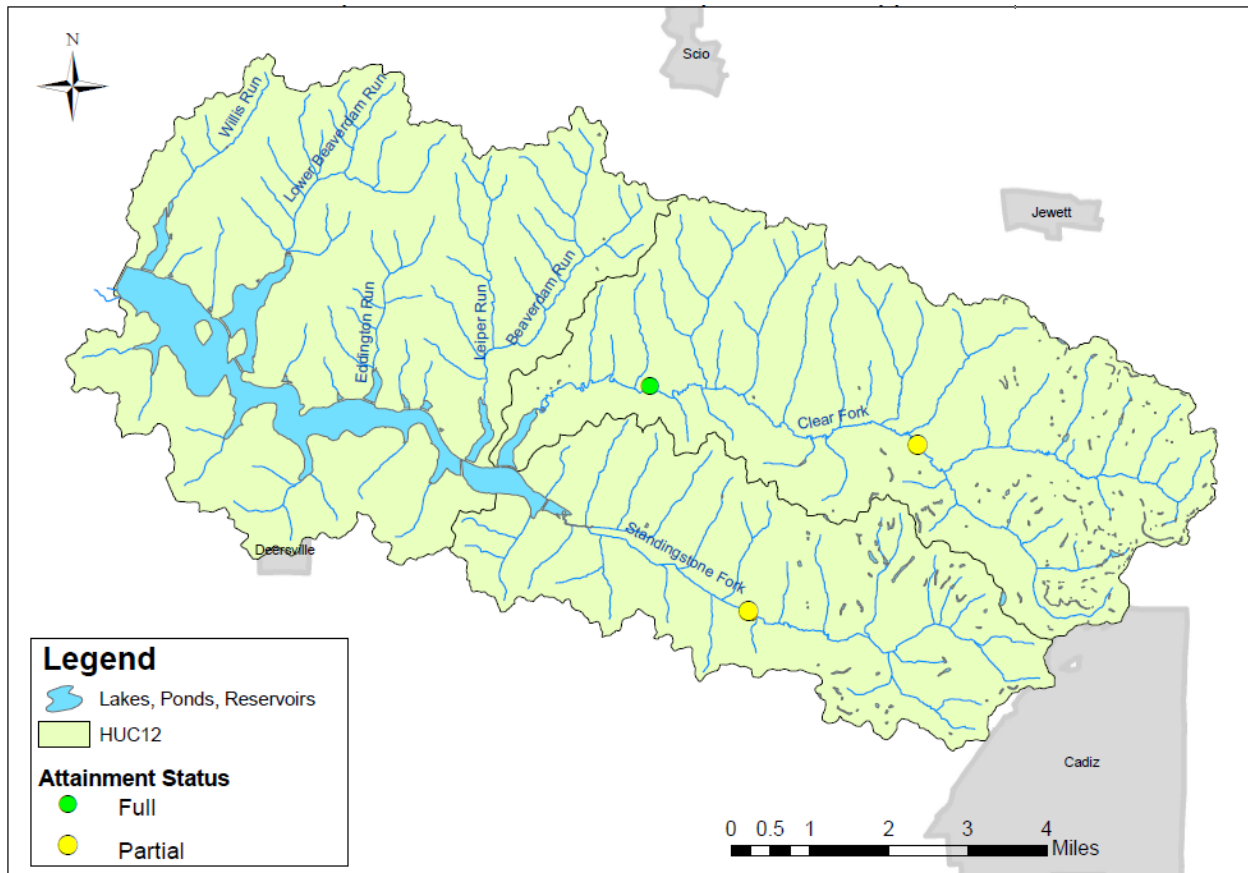 N
Scio
Willis Run
Lower Beaverdam Run
Jewett
Eddington Run
Leiper Run
Beaverdam Run
Clear Fork
Standingstone Fork
Deersville
Cadiz
Legend
Lakes, Ponds, Reservoirs
HUC12
Attainment Status
Full
Partial
0 0.5 1 2 3 4
Miles